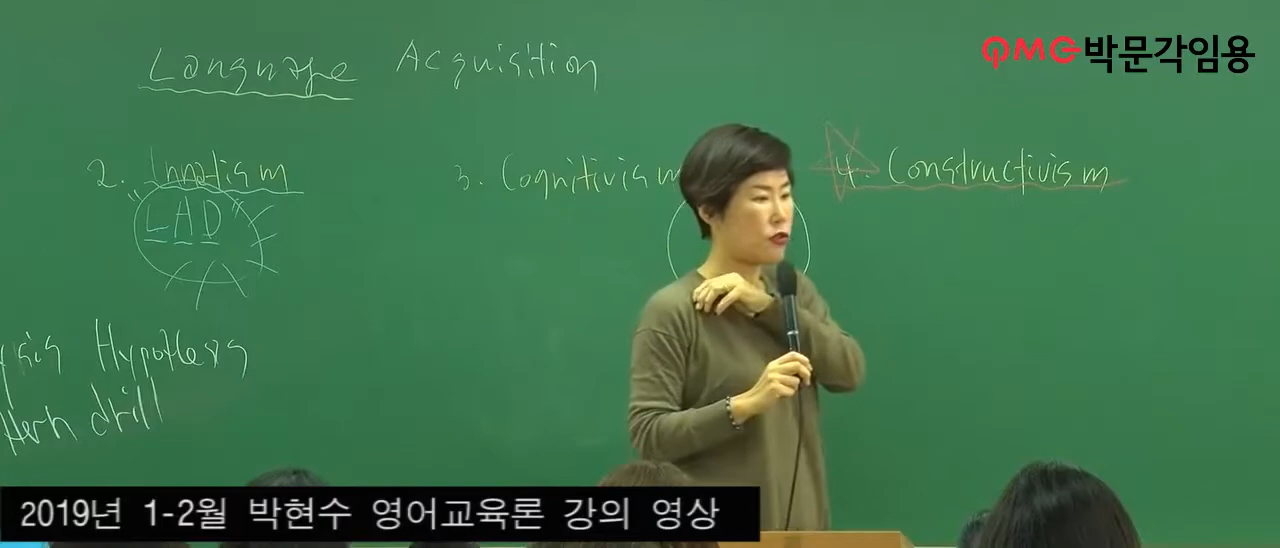 PMG박문각임용
Language Acquisition
2. Innatism
3. Cognitivism
4. Constructivism
"LAD"
Hypothesis
drill
2019년 1-2월 박현수 영어교육론 강의 영상